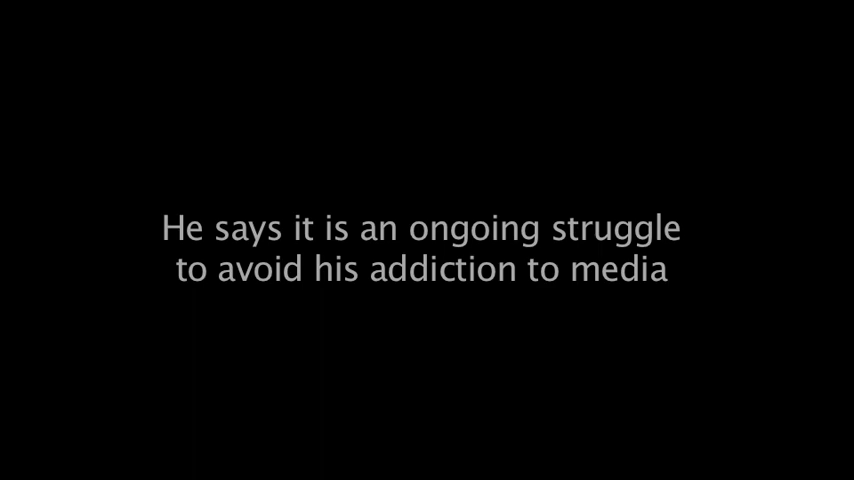 He says it is an ongoing struggle
to avoid his addiction to media